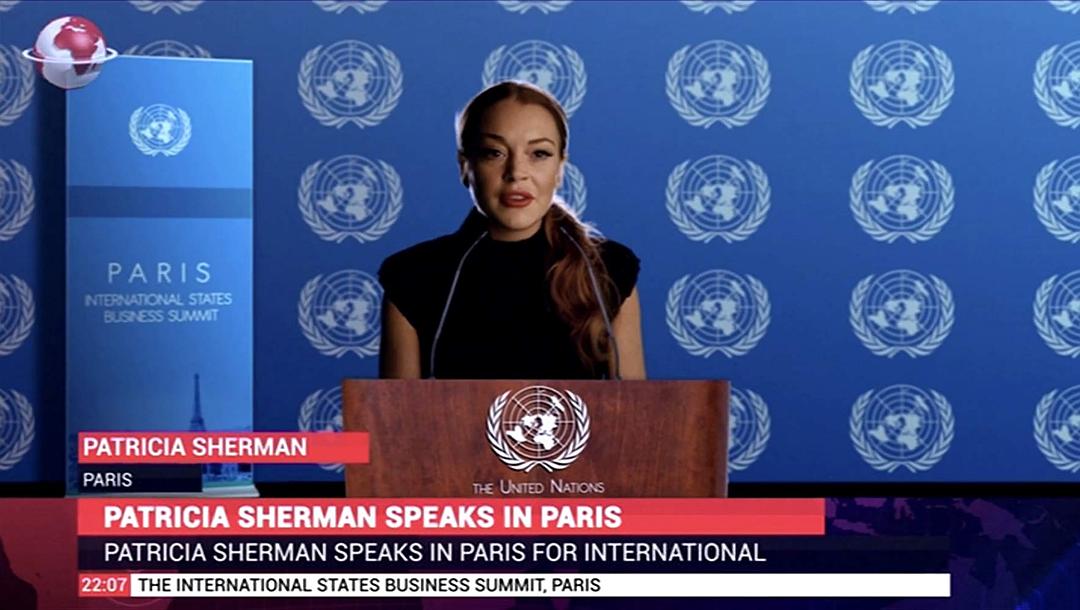 PARIS
INTERNATIONAL STATES
BUSINESS SUMMIT
THE UNITED NATIONS
PATRICIA SHERMAN
PARIS
PATRICIA SHERMAN SPEAKS IN PARIS
PATRICIA SHERMAN SPEAKS IN PARIS FOR INTERNATIONAL
22:07 THE INTERNATIONAL STATES BUSINESS SUMMIT, PARIS